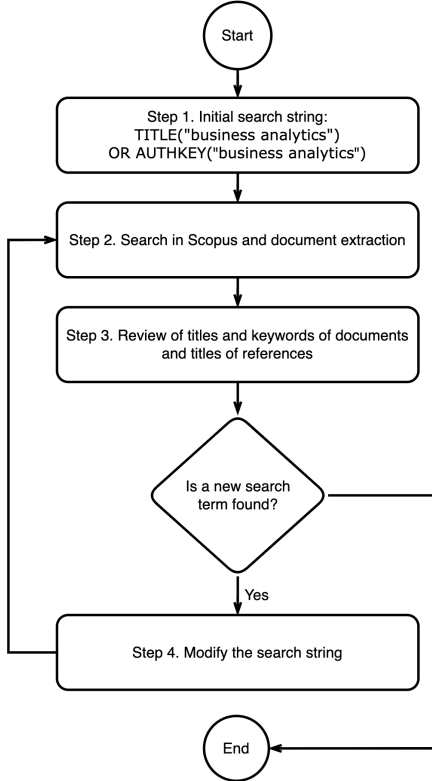 Start
Step 1. Initial search string:
TITLE("business analytics")
OR AUTHKEY("business analytics")
Step 2. Search in Scopus and document extraction
Step 3. Review of titles and keywords of documents
and titles of references
Is a new search
term found?
Yes
Step 4. Modify the search string
End